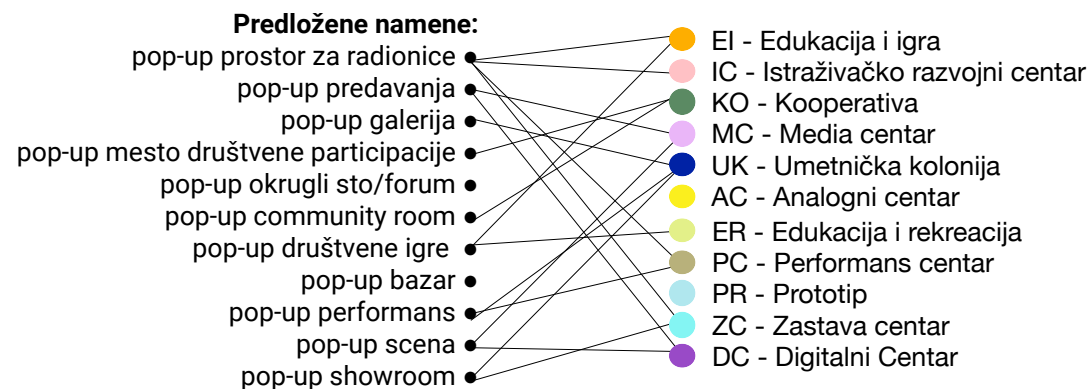 Predložene namene:
pop-up prostor za radionice
pop-up predavanja
pop-up galerija
pop-up mesto društvene participacije
pop-up okrugli sto/forum
pop-up community room
pop-up društvene igre
pop-up bazar
pop-up performans
pop-up scena
pop-up showroom
EI - Edukacija i igra
IC - Istraživačko razvojni centar
KO - Kooperativa
MC - Media centar
UK - Umetnička kolonija
AC - Analogni centar
ER - Edukacija i rekreacija
PC - Performans centar
PR - Prototip
ZC - Zastava centar
DC - Digitalni Centar